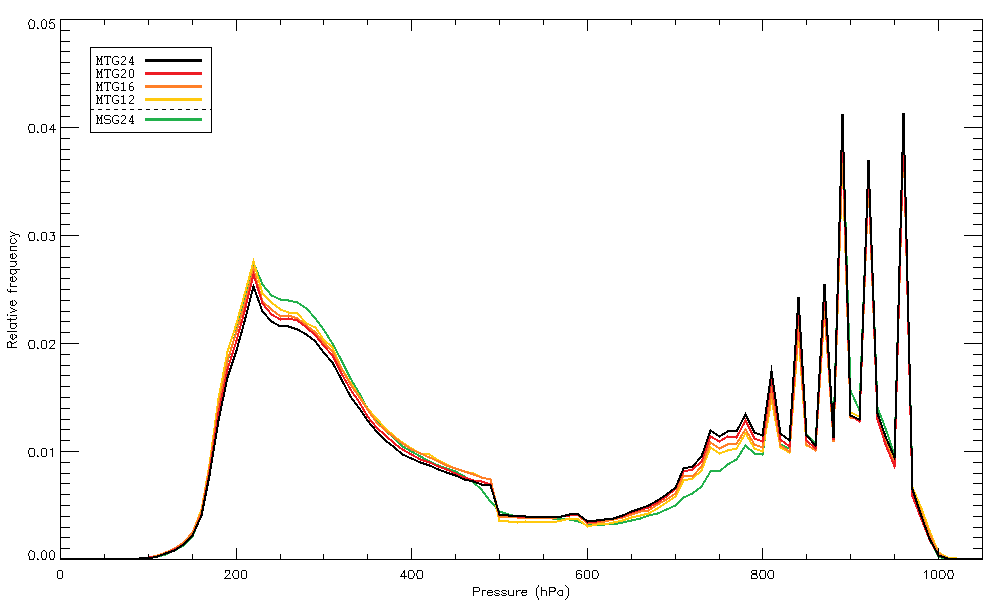 0.05
MTG24
MTG20
MTG16
MTG12
MSG24
0.04
0.03
Relative frequency
0.02
0.01
0.00
0 200 400 600 800 1000
Pressure (hPa)